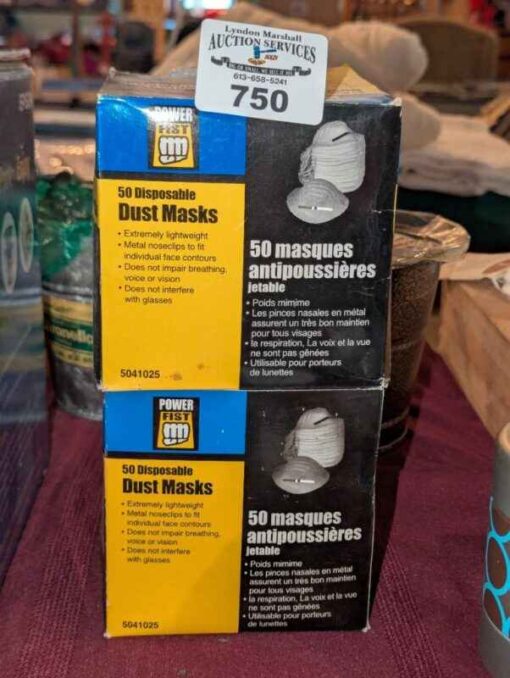 Lyndon Marshall
AUCTION SERVICES
613-658-5241
750
POWER
FIST
50 Disposable
Dust Masks
• Extremely lightweight
• Metal noseclips to fit
individual face contours
• Does not impair breathing,
voice or vision
• Does not interfere
with glasses
5041025
50 masques
antipoussières
jetable
• Poids mimime
• Les pinces nasales en métal
assurent un très bon maintien
pour tous visages
• la respiration, La voix et la vue
ne sont pas gênées
• Utilisable pour porteurs
de lunettes
POWER
FIST
50 Disposable
Dust Masks
• Extremely lightweight
• Metal noseclips to fit
individual face contours
• Does not impair breathing,
voice or vision
• Does not interfere
with glasses
5041025
50 masques
antipoussières
jetable
• Poids mimime
• Les pinces nasales en métal
assurent un très bon maintien
pour tous visages
• la respiration, La voix et la vue
ne sont pas gênées
• Utilisable pour porteurs
de lunettes